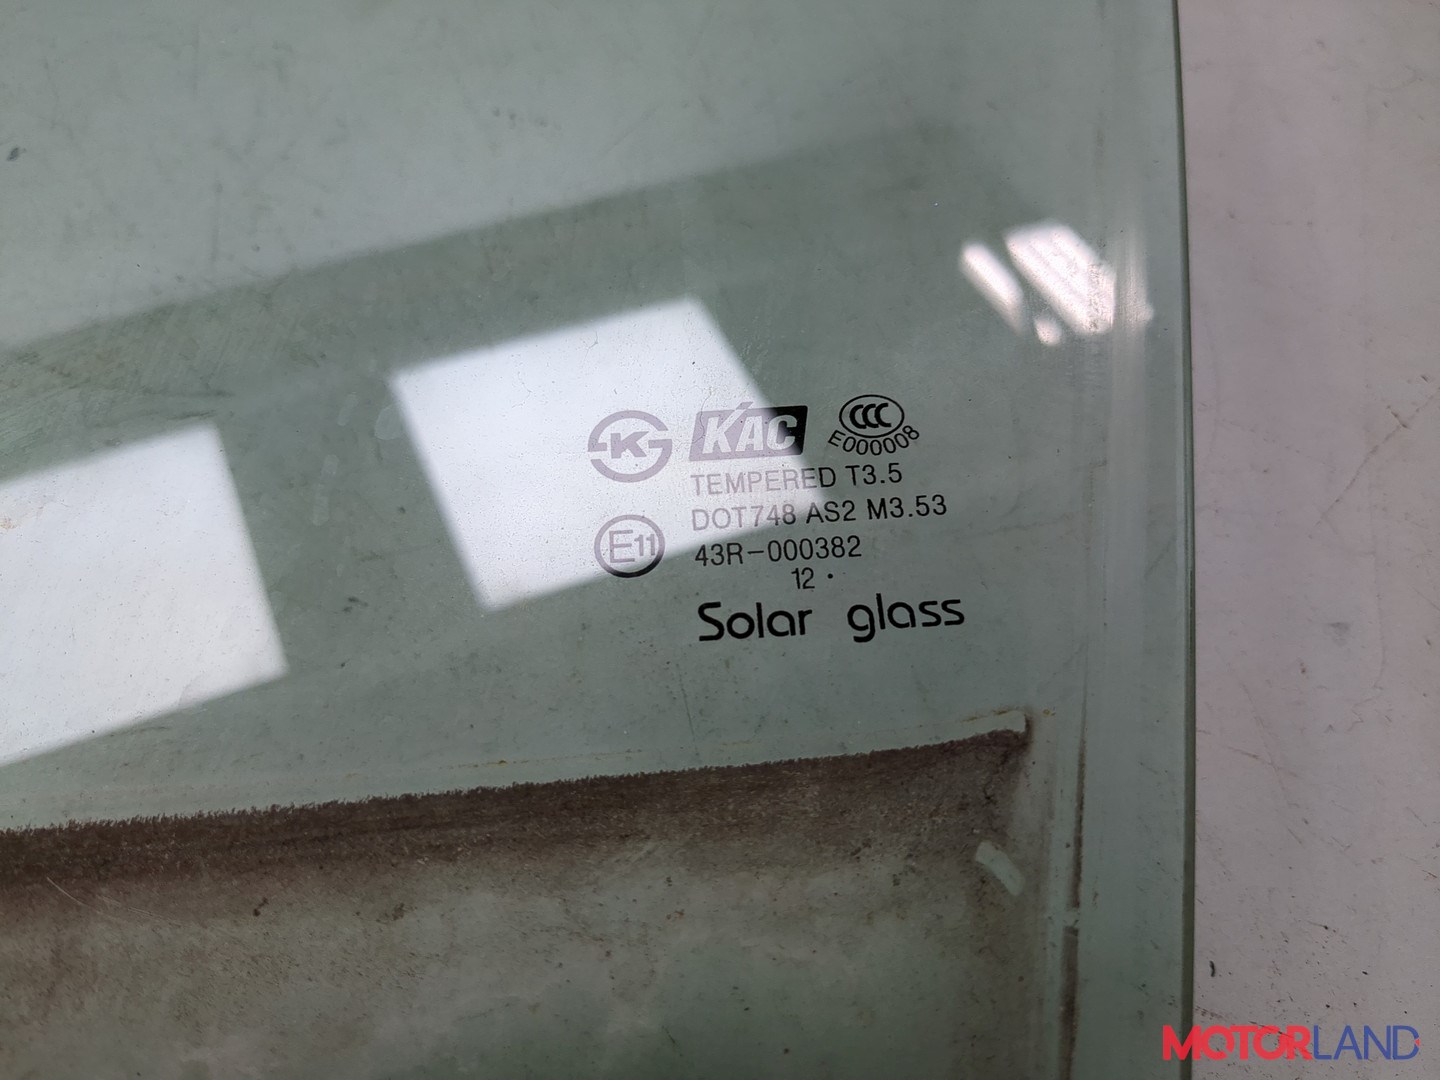 K KAC CCC
E000008
TEMPERED T3.5
DOT748 AS2 M3.53
E11 43R-000382
12 •
Solar glass
MOTORLAND